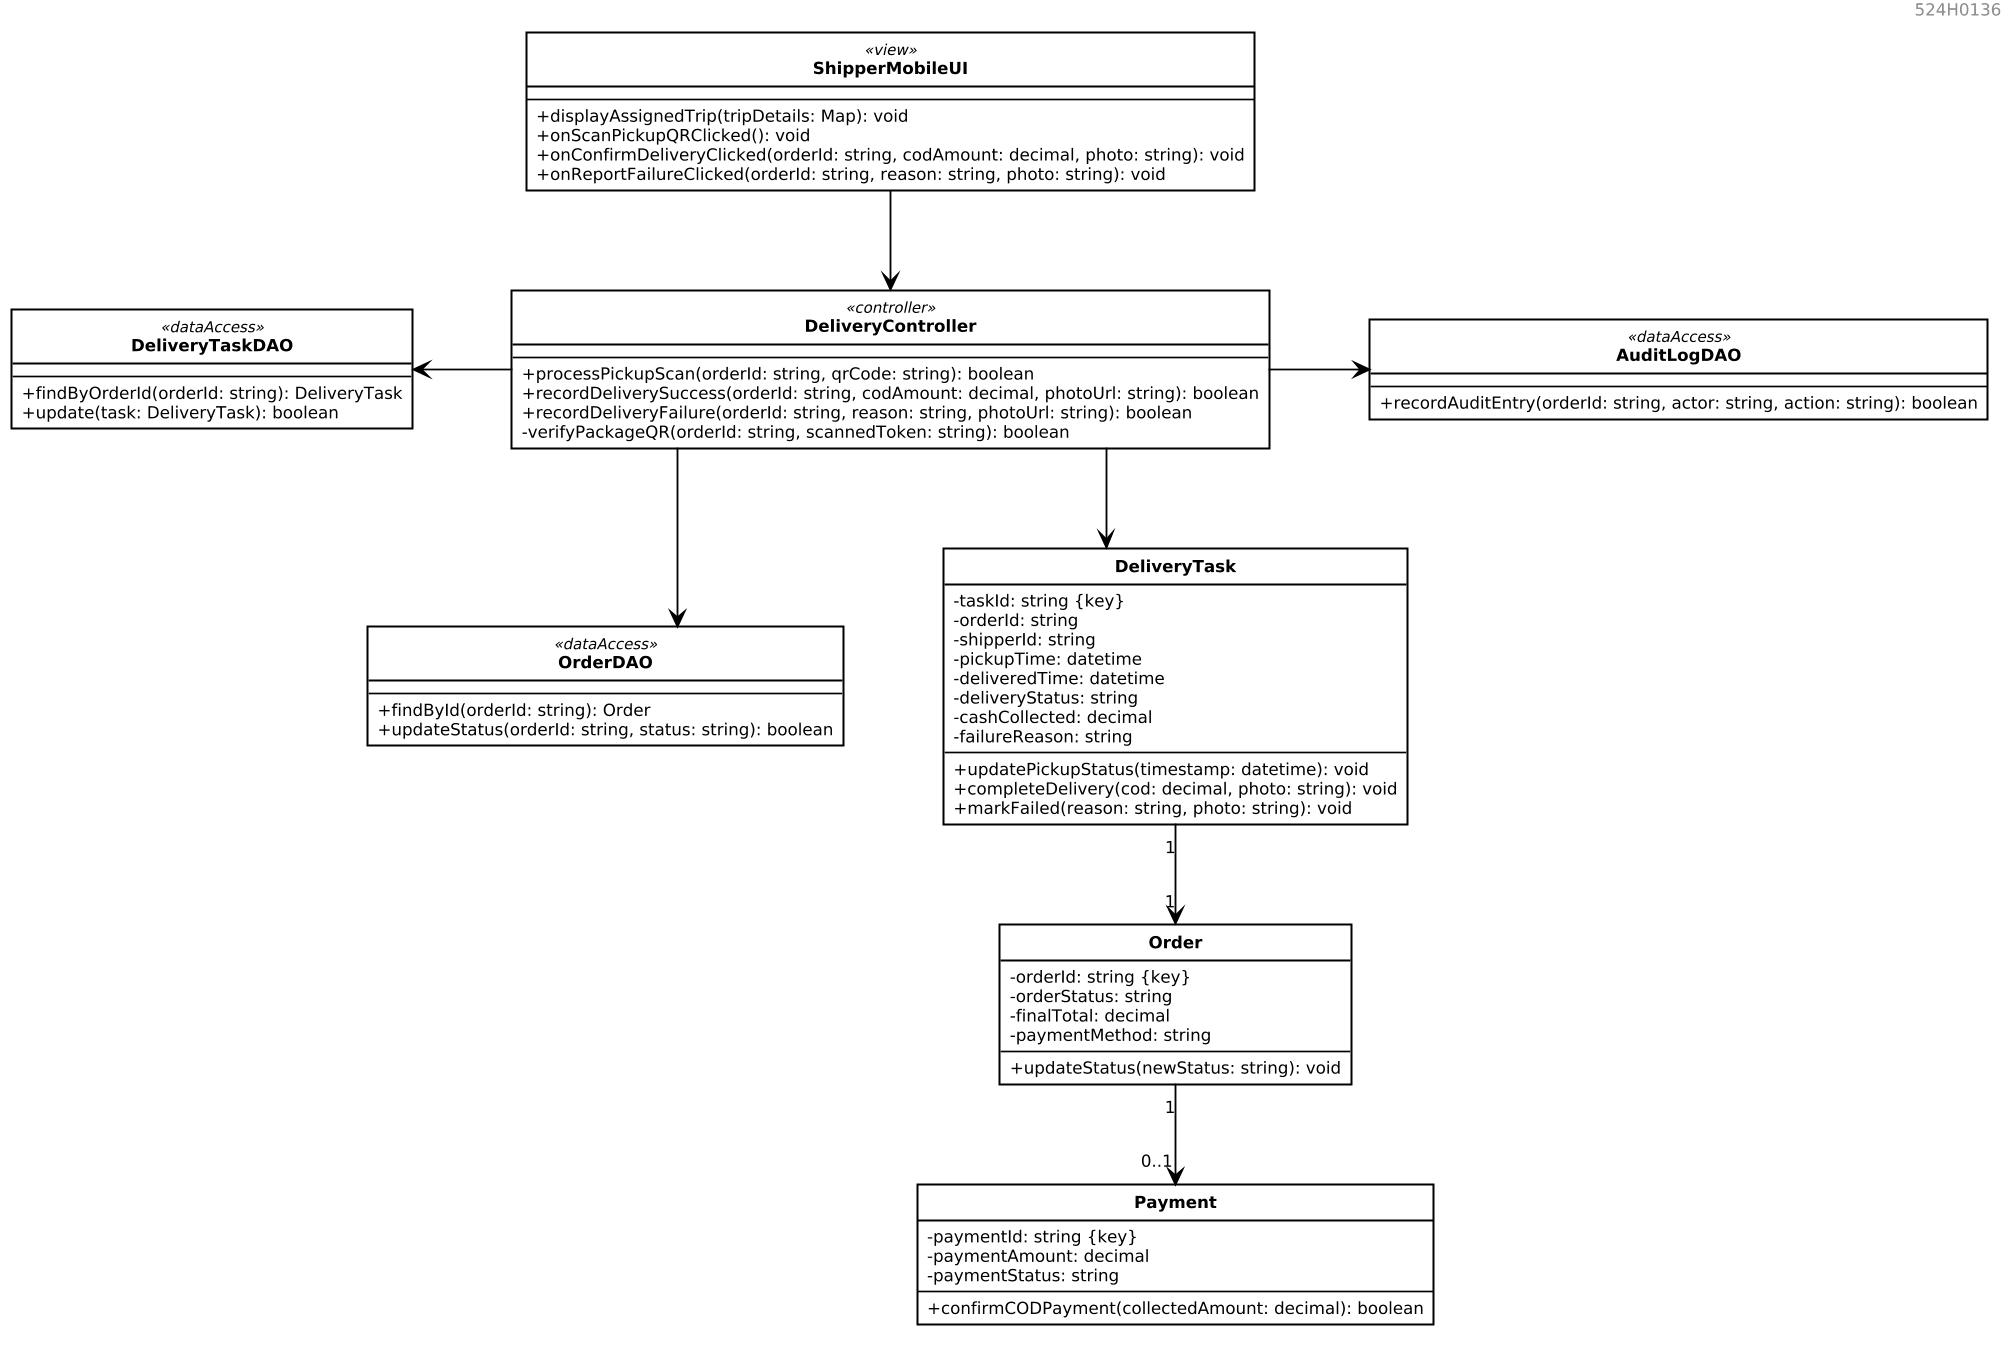 524H0136
«view»
ShipperMobileUI
+displayAssignedTrip(tripDetails: Map): void
+onScanPickupQRClicked(): void
+onConfirmDeliveryClicked(orderId: string, codAmount: decimal, photo: string): void
+onReportFailureClicked(orderId: string, reason: string, photo: string): void
«dataAccess»
DeliveryTaskDAO
+findByOrderId(orderId: string): DeliveryTask
+update(task: DeliveryTask): boolean
«controller»
DeliveryController
+processPickupScan(orderId: string, qrCode: string): boolean
+recordDeliverySuccess(orderId: string, codAmount: decimal, photoUrl: string): boolean
+recordDeliveryFailure(orderId: string, reason: string, photoUrl: string): boolean
-verifyPackageQR(orderId: string, scannedToken: string): boolean
«dataAccess»
AuditLogDAO
+recordAuditEntry(orderId: string, actor: string, action: string): boolean
«dataAccess»
OrderDAO
+findById(orderId: string): Order
+updateStatus(orderId: string, status: string): boolean
DeliveryTask
-taskId: string {key}
-orderId: string
-shipperId: string
-pickupTime: datetime
-deliveredTime: datetime
-deliveryStatus: string
-cashCollected: decimal
-failureReason: string
+updatePickupStatus(timestamp: datetime): void
+completeDelivery(cod: decimal, photo: string): void
+markFailed(reason: string, photo: string): void
1
1
Order
-orderId: string {key}
-orderStatus: string
-finalTotal: decimal
-paymentMethod: string
+updateStatus(newStatus: string): void
1
0..1
Payment
-paymentId: string {key}
-paymentAmount: decimal
-paymentStatus: string
+confirmCODPayment(collectedAmount: decimal): boolean